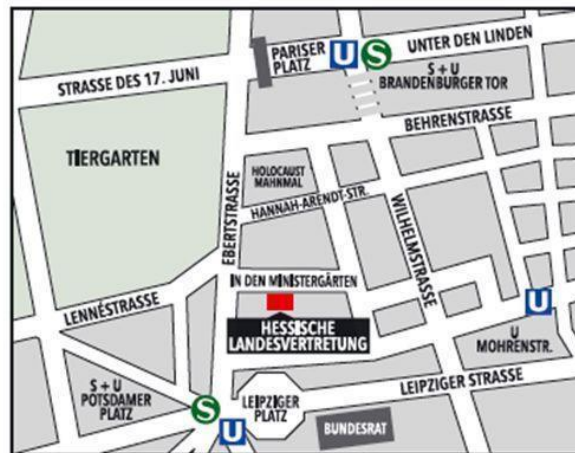 PARISER
PLATZ
U
S
UNTER DEN LINDEN
S + U
BRANDENBURGER TOR
STRASSE DES 17. JUNI
BEHRENSTRASSE
TIERGARTEN
EBERTSTRASSE
HOLOCAUST
MAHNMAL
HANNAH-ARENDT-STR.
WILHELMSTRASSE
IN DEN MINISTERGÄRTEN
LENNÉSTRASSE
HESSISCHE
LANDESVERTRETUNG
U
U
MOHRENSTR.
S + U
POTSDAMER
PLATZ
S
U
LEIPZIGER
PLATZ
LEIPZIGER STRASSE
BUNDESRAT